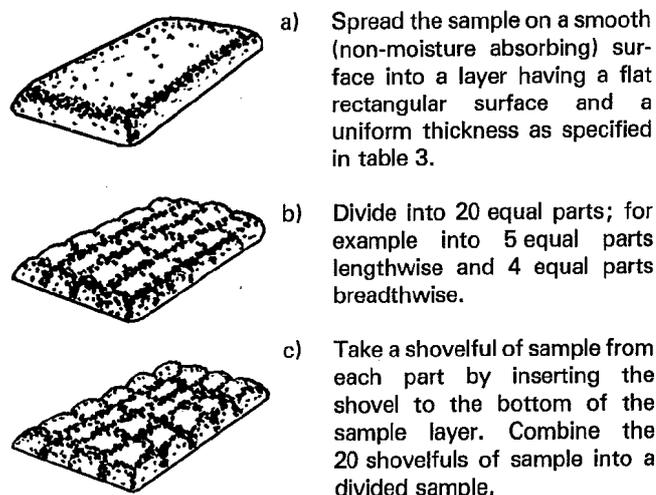 a) Spread the sample on a smooth
(non-moisture absorbing) sur-
face into a layer having a flat
rectangular surface and a
uniform thickness as specified
in table 3.
b) Divide into 20 equal parts; for
example into 5 equal parts
lengthwise and 4 equal parts
breadthwise.
c) Take a shovelful of sample from
each part by inserting the
shovel to the bottom of the
sample layer. Combine the
20 shovelfuls of sample into a
divided sample.